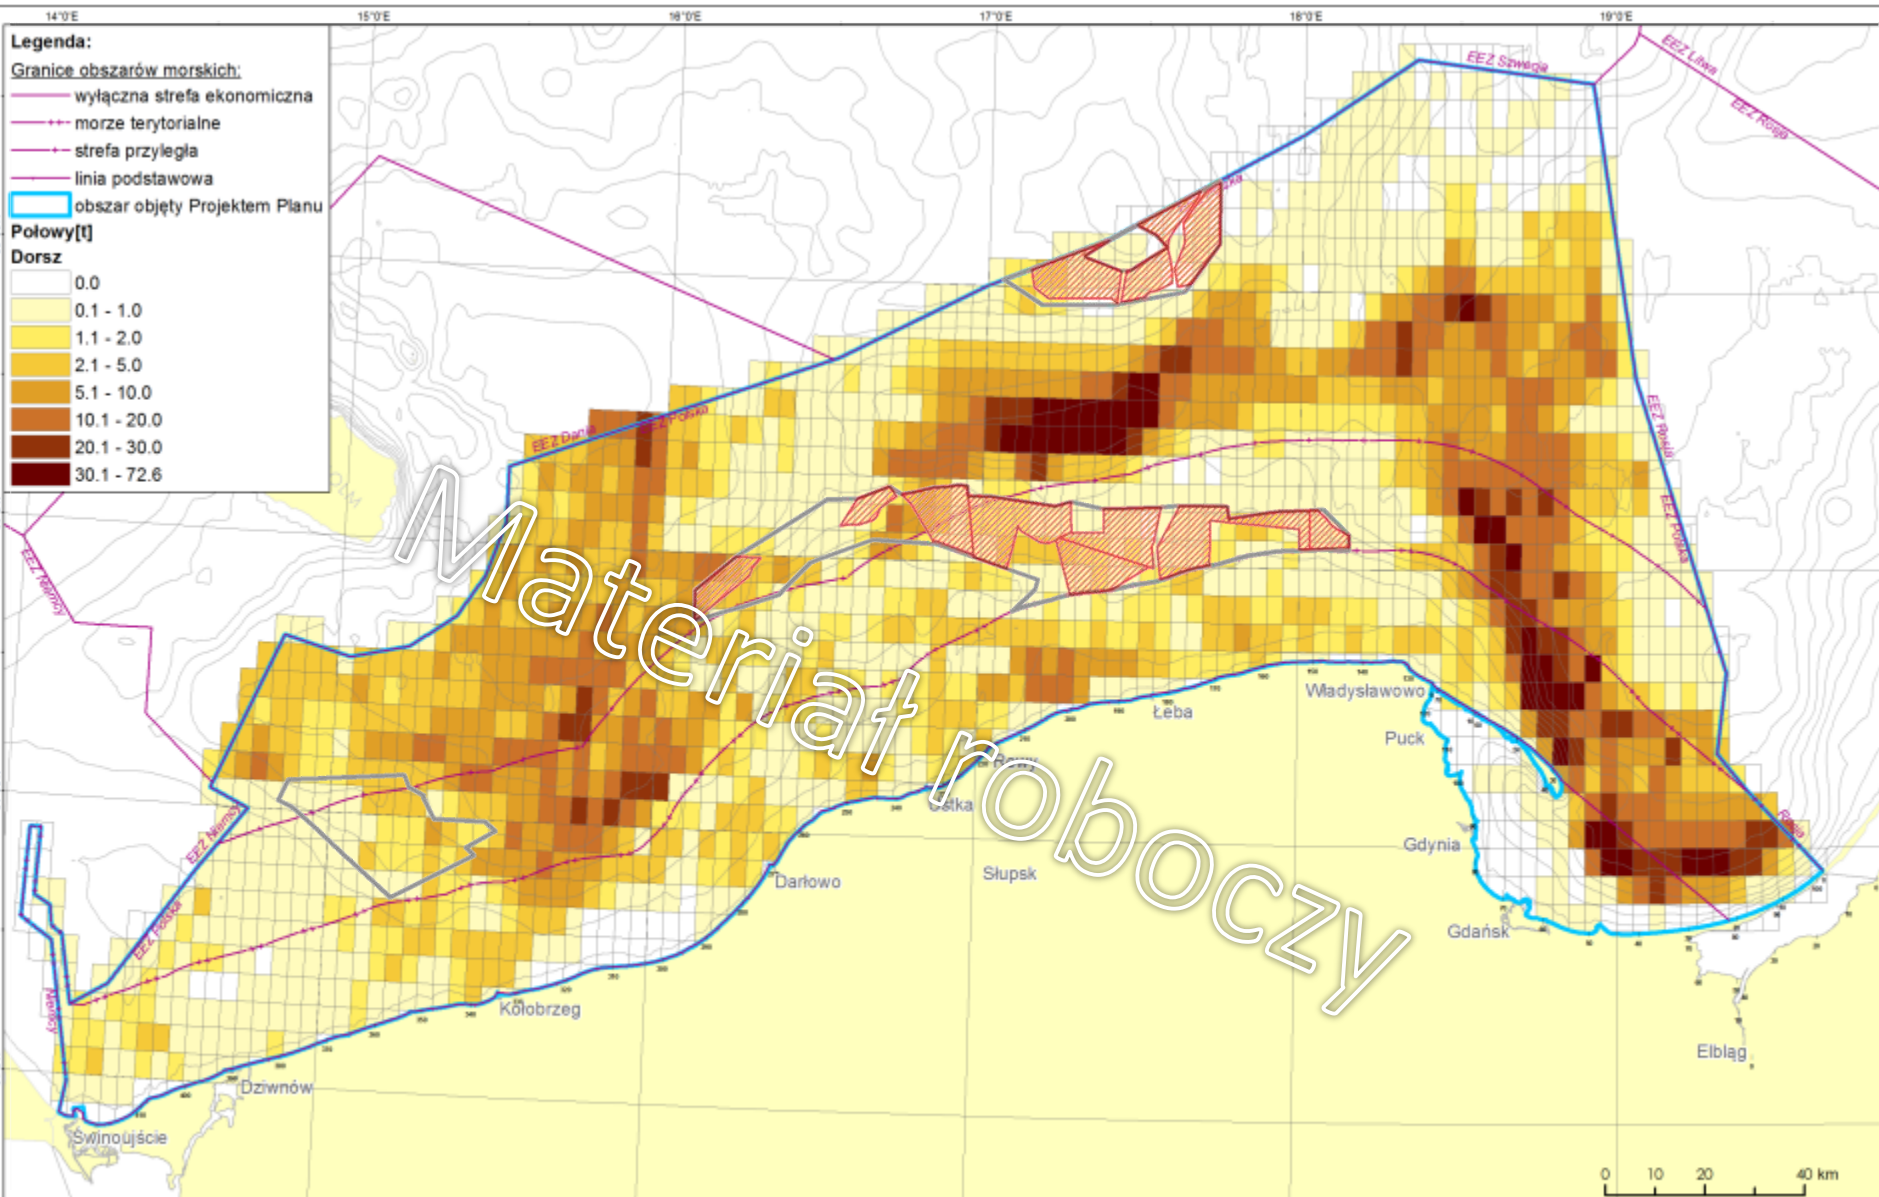 14°0'E 15°0'E 16°0'E 17°0'E 18°0'E 19°0'E
Legenda:
Granice obszarów morskich:
wyłączna strefa ekonomiczna
morze terytorialne
strefa przyległa
linia podstawowa
obszar objęty Projektem Planu
Połowy[t]
Dorsz
0.0
0.1 - 1.0
1.1 - 2.0
2.1 - 5.0
5.1 - 10.0
10.1 - 20.0
20.1 - 30.0
30.1 - 72.6
EEZ Szwecja
EEZ Litwa
EEZ Rosja
EEZ Dania
EEZ Polska
EEZ Rosja
EEZ Polska
EEZ Niemcy
EEZ Niemcy
EEZ Polska
Niemcy
Rosja
Materiał roboczy
Władysławowo
Łeba
Puck
Rowy
Ustka
Gdynia
Słupsk
Darłowo
Gdańsk
Kołobrzeg
Elbląg
Dziwnów
Świnoujście
0 10 20 40 km